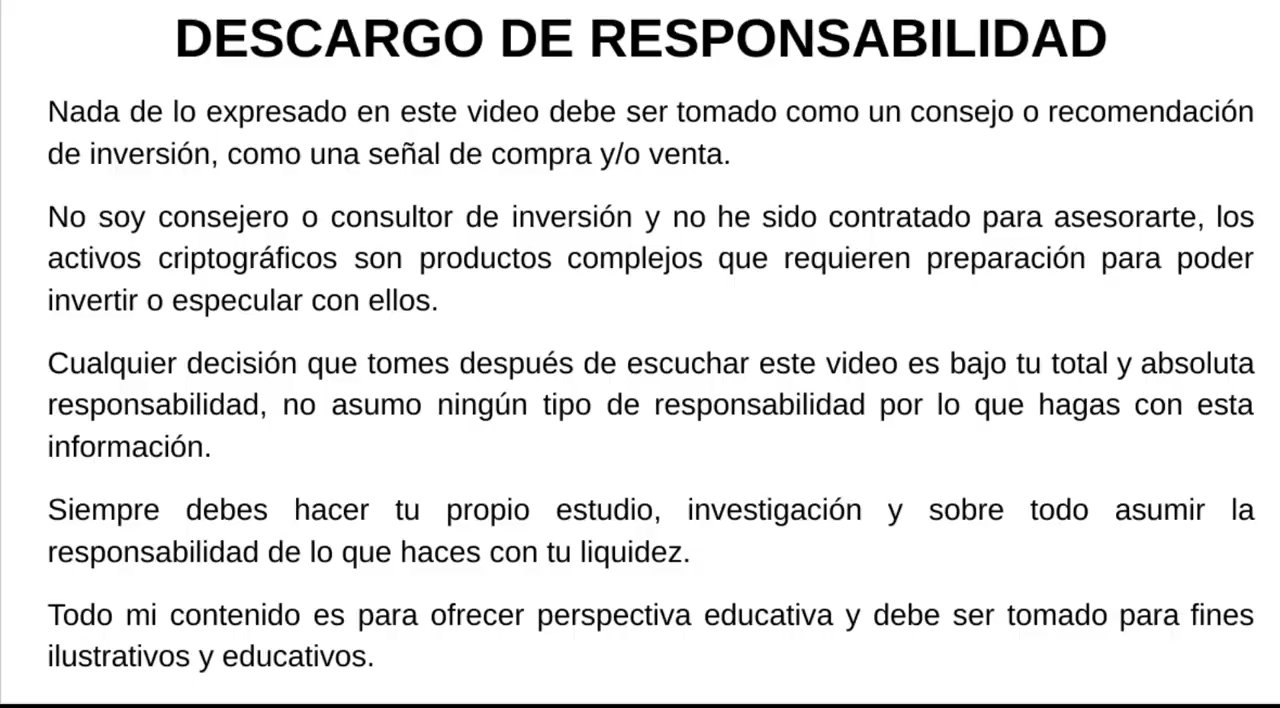 DESCARGO DE RESPONSABILIDAD
Nada de lo expresado en este video debe ser tomado como un consejo o recomendación
de inversión, como una señal de compra y/o venta.
No soy consejero o consultor de inversión y no he sido contratado para asesorarte, los
activos criptográficos son productos complejos que requieren preparación para poder
invertir o especular con ellos.
Cualquier decisión que tomes después de escuchar este video es bajo tu total y absoluta
responsabilidad, no asumo ningún tipo de responsabilidad por lo que hagas con esta
información.
Siempre debes hacer tu propio estudio, investigación y sobre todo asumir la
responsabilidad de lo que haces con tu liquidez.
Todo mi contenido es para ofrecer perspectiva educativa y debe ser tomado para fines
ilustrativos y educativos.